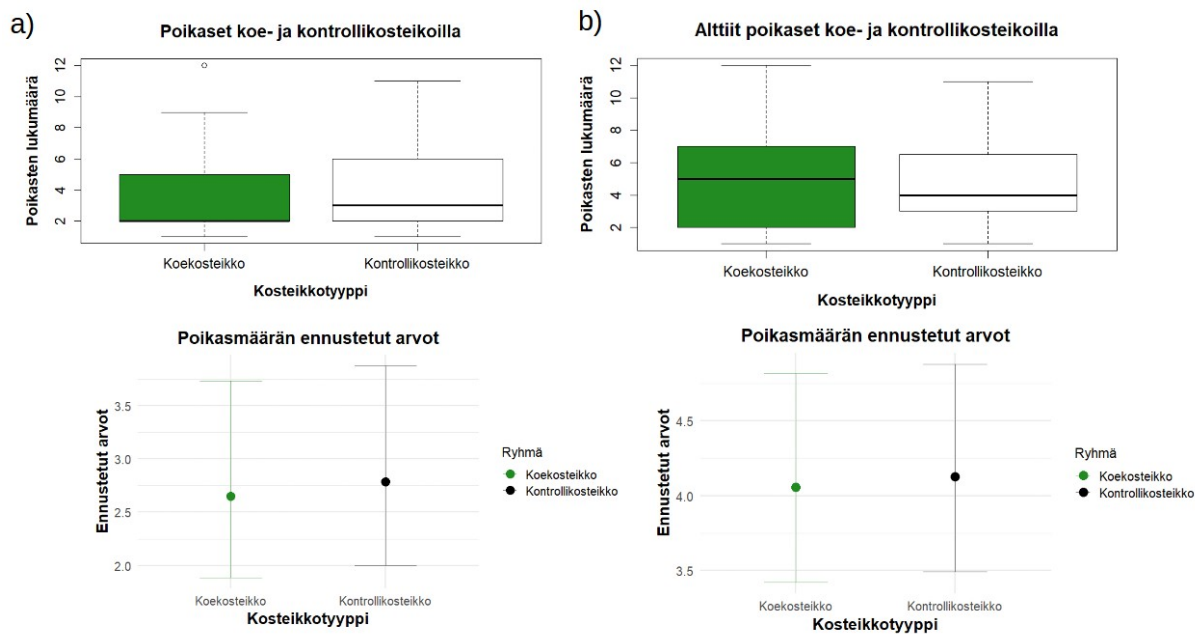 a)
Poikaset koe- ja kontrollikosteikoilla
Poikasten lukumäärä
12
10
8
6
4
2
Koekosteikko
Kontrollikosteikko
Kosteikkotyyppi
Poikasmäärän ennustetut arvot
Ennustetut arvot
3.5
3.0
2.5
2.0
Koekosteikko
Kontrollikosteikko
Kosteikkotyyppi
Ryhmä
Koekosteikko
Kontrollikosteikko
b)
Alttiit poikaset koe- ja kontrollikosteikoilla
Poikasten lukumäärä
12
10
8
6
4
2
Koekosteikko
Kontrollikosteikko
Kosteikkotyyppi
Poikasmäärän ennustetut arvot
Ennustetut arvot
4.5
4.0
3.5
Koekosteikko
Kontrollikosteikko
Kosteikkotyyppi
Ryhmä
Koekosteikko
Kontrollikosteikko